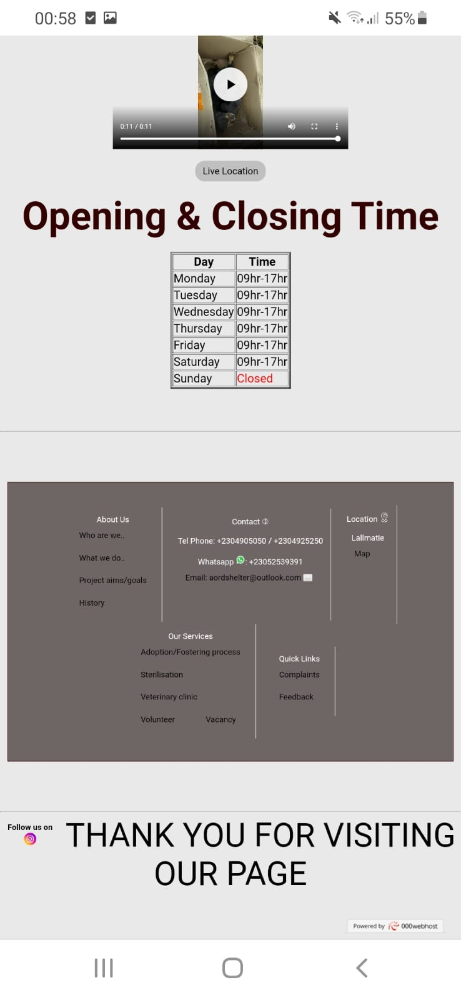 00:58
55%
0:11 / 0:11
Live Location
Opening & Closing Time
Day Time
Monday 09hr-17hr
Tuesday 09hr-17hr
Wednesday 09hr-17hr
Thursday 09hr-17hr
Friday 09hr-17hr
Saturday 09hr-17hr
Sunday Closed
About Us
Who are we..
What we do..
Project aims/goals
History
Contact ①
Tel Phone: +2304905050 / +2304925250
Whatsapp : +23052539391
Email: aordshelter@outlook.com
Location
Lallmatie
Map
Our Services
Adoption/Fostering process
Sterilisation
Veterinary clinic
Volunteer Vacancy
Quick Links
Complaints
Feedback
Follow us on
THANK YOU FOR VISITING
OUR PAGE
Powered by 000webhost